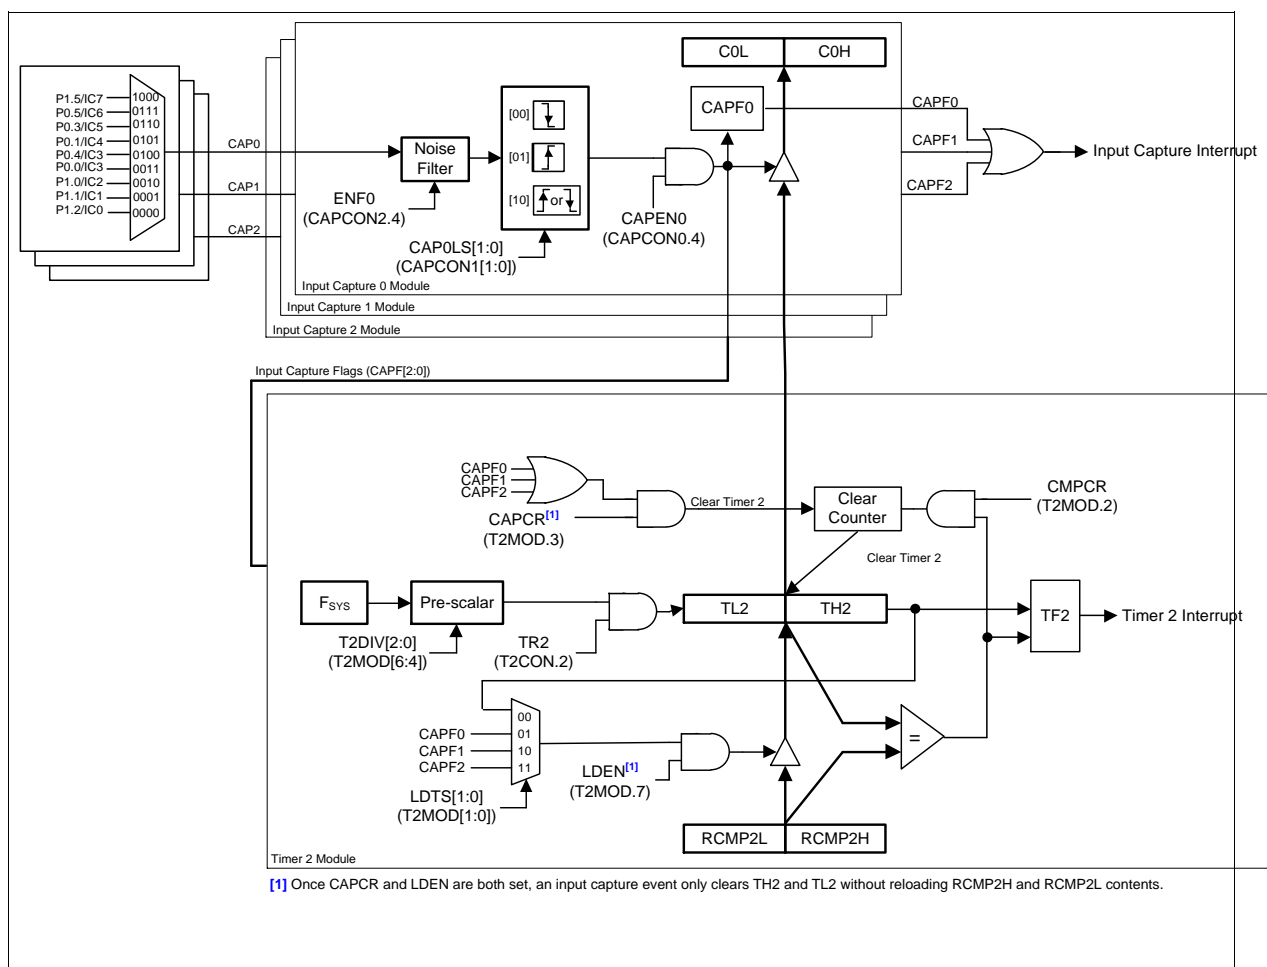 C0L C0H
P1.5/IC7 1000
P0.5/IC6 0111
P0.3/IC5 0110
P0.1/IC4 0101
P0.4/IC3 0100
P0.0/IC3 0011
P1.0/IC2 0010
P1.1/IC1 0001
P1.2/IC0 0000
CAP0
CAP1
CAP2
Noise
Filter
ENF0
(CAPCON2.4)
[00]
[01]
[10] or
CAP0LS[1:0]
(CAPCON1[1:0])
CAPEN0
(CAPCON0.4)
CAPF0
CAPF0
CAPF1
CAPF2
Input Capture Interrupt
Input Capture 0 Module
Input Capture 1 Module
Input Capture 2 Module
Input Capture Flags (CAPF[2:0])
CAPF0
CAPF1
CAPF2
CAPCR[1]
(T2MOD.3)
Clear Timer 2
Clear
Counter
CMPCR
(T2MOD.2)
Clear Timer 2
FSYS
Pre-scalar
T2DIV[2:0]
(T2MOD[6:4])
TR2
(T2CON.2)
TL2 TH2
TF2
Timer 2 Interrupt
00
CAPF0 01
CAPF1 10
CAPF2 11
LDTS[1:0]
(T2MOD[1:0])
LDEN[1]
(T2MOD.7)
=
RCMP2L RCMP2H
Timer 2 Module
[1] Once CAPCR and LDEN are both set, an input capture event only clears TH2 and TL2 without reloading RCMP2H and RCMP2L contents.